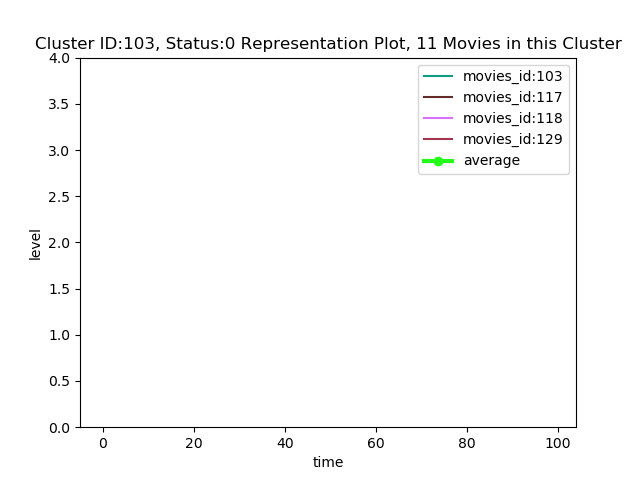 Cluster ID:103, Status:0 Representation Plot, 11 Movies in this Cluster
4.0
3.5
3.0
2.5
2.0
1.5
1.0
0.5
0.0
level
movies_id:103
movies_id:117
movies_id:118
movies_id:129
average
0 20 40 60 80 100
time